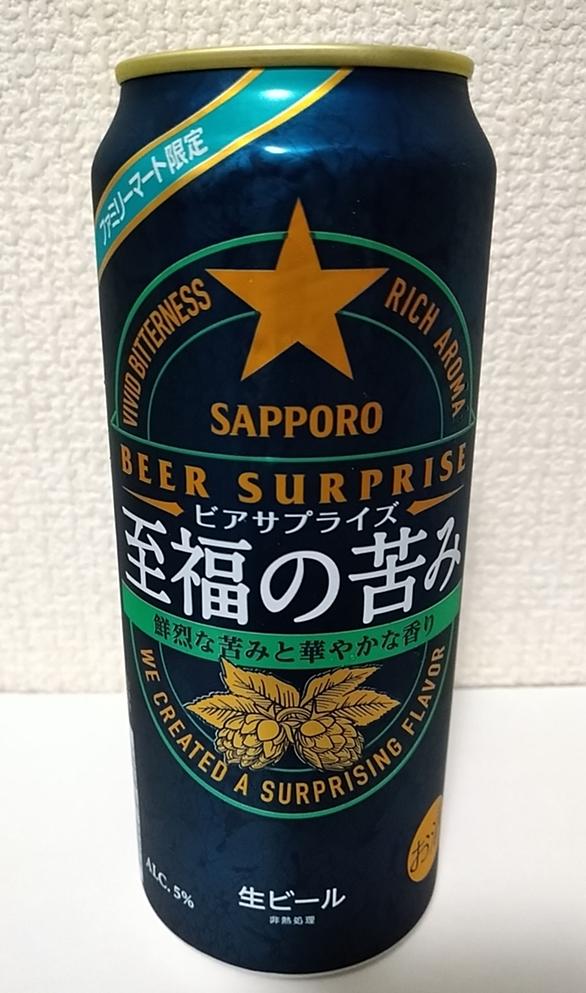 ファミリーマート限定
VIVID BITTERNESS
RICH AROMA
SAPPORO
BEER SURPRISE
ビアサプライズ
至福の苦み
鮮烈な苦みと華やかな香り
WE CREATED A SURPRISING FLAVOR
ALC. 5%
生ビール
非熱処理